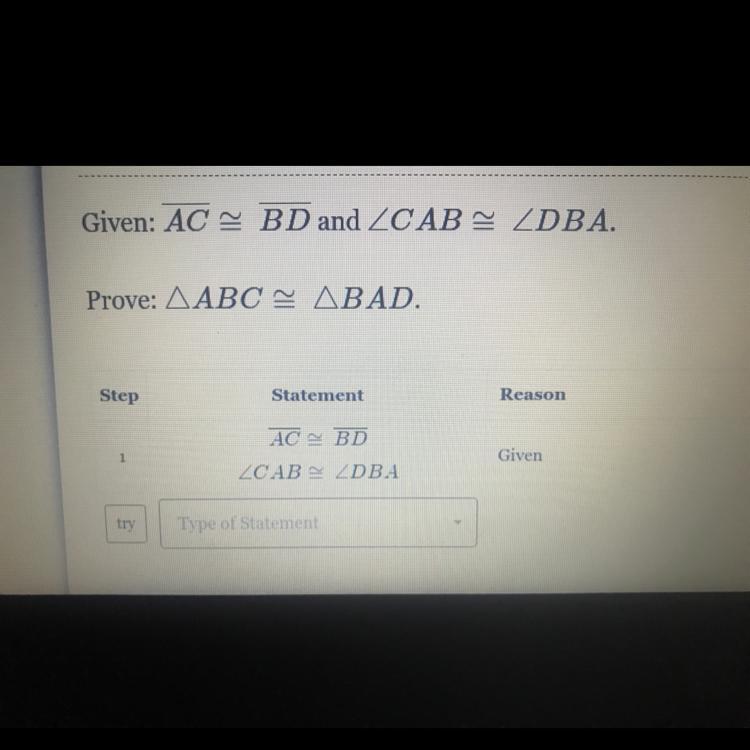 Given: AC ≅ BD and ∠CAB ≅ ∠DBA.
Prove: △ABC ≅ △BAD.
Step Statement Reason
AC ≅ BD
1 Given
∠CAB ≅ ∠DBA
try Type of Statement